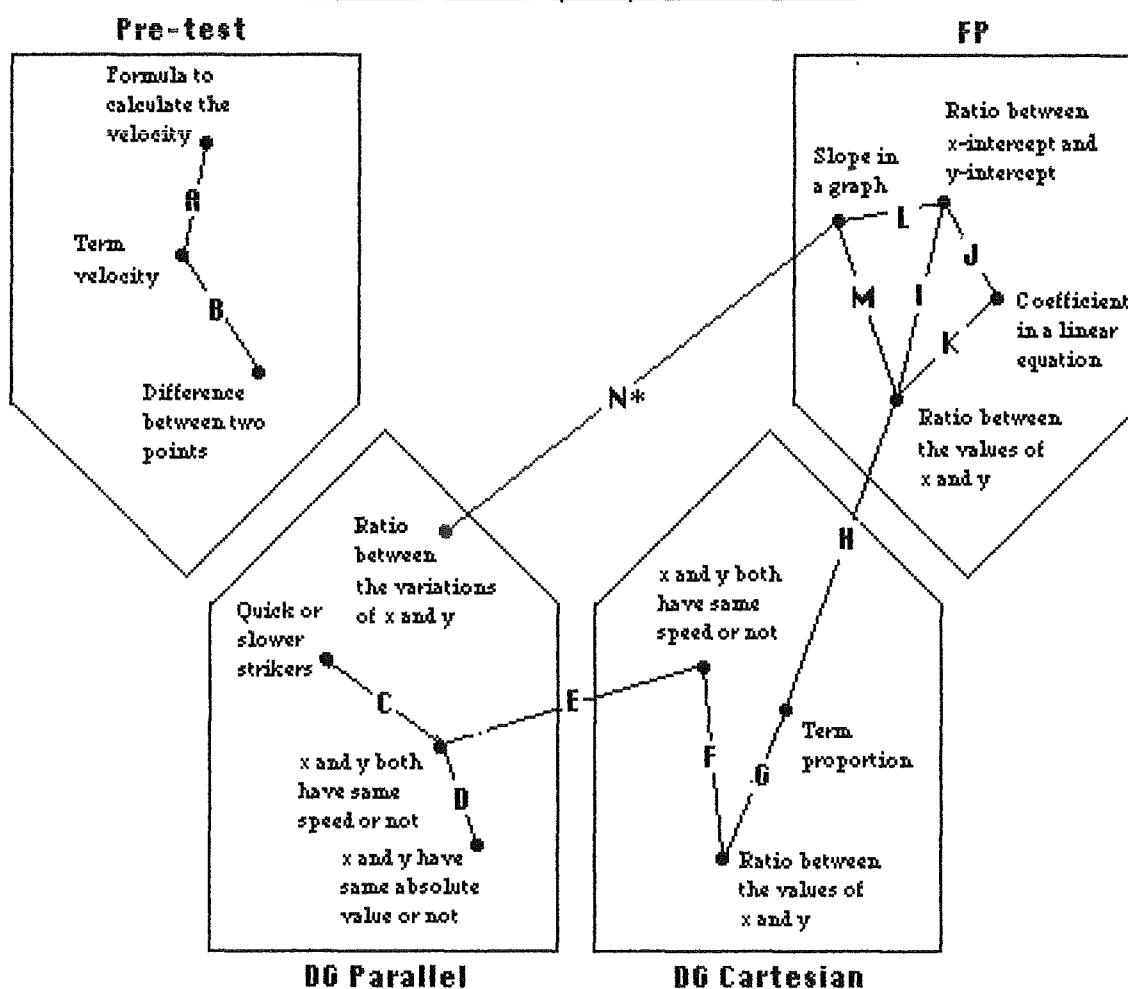 Pre-test
Formula to
calculate the
velocity
A
Term
velocity
B
Difference
between two
points
FP
Ratio between
x-intercept and
y-intercept
Slope in
a graph
L
J
M
I
K
Coefficient
in a linear
equation
Ratio between
the values of
x and y
N*
H
Ratio
between
the variations
of x and y
Quick or
slower
strikers
C
E
x and y both
have same
speed or not
D
x and y have
same absolute
value or not
DG Parallel
x and y both
have same
speed or not
F
G
Term
proportion
Ratio between
the values of
x and y
DG Cartesian